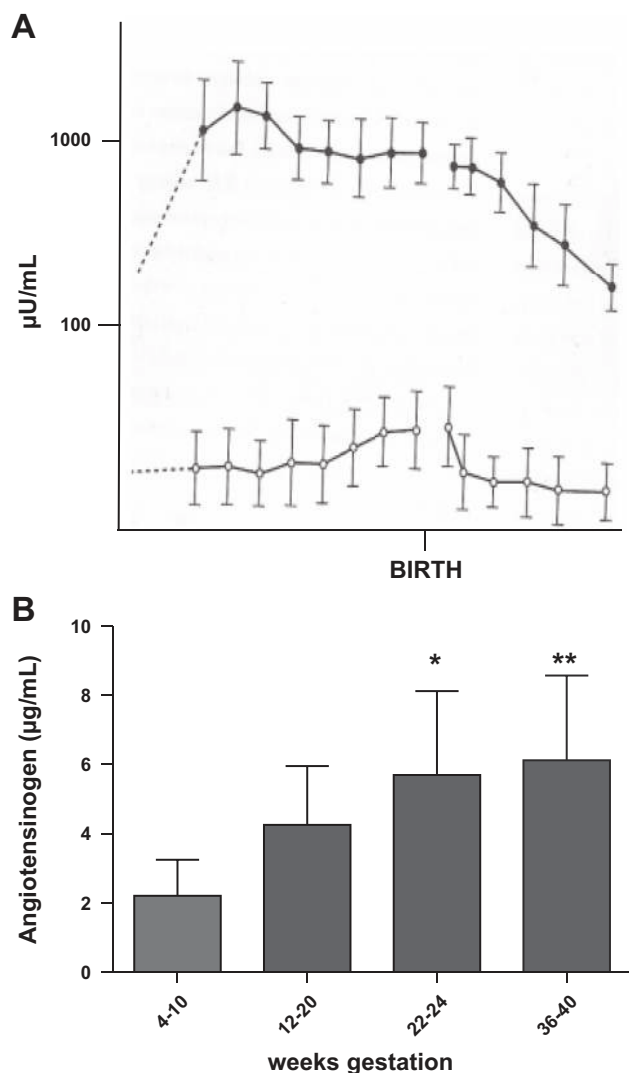 A
1000
100
µU/mL
BIRTH
B
10
8
6
4
2
0
Angiotensinogen (µg/mL)
*
**
4-10
12-20
22-24
36-40
weeks gestation